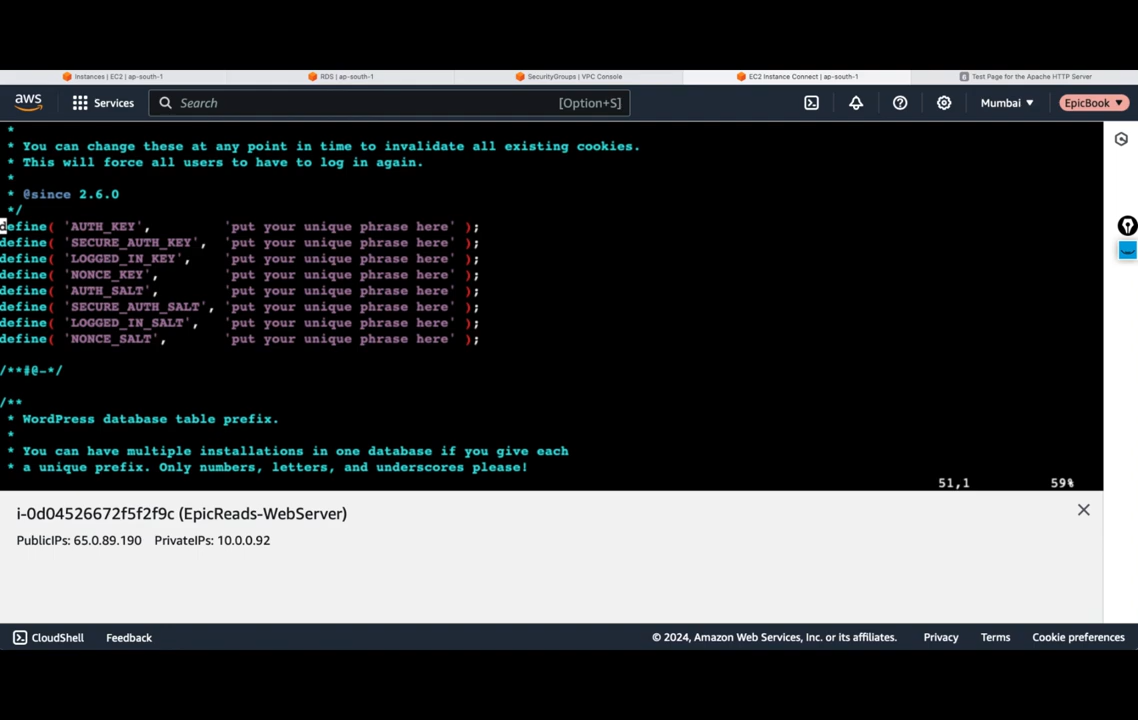 Instances | EC2 | ap-south-1
RDS | ap-south-1
SecurityGroups | VPC Console
EC2 Instance Connect | ap-south-1
Test Page for the Apache HTTP Server
aws
Services
Search
[Option+S]
Mumbai ▼
EpicBook ▼
*
* You can change these at any point in time to invalidate all existing cookies.
* This will force all users to have to log in again.
*
* @since 2.6.0
*/
define( 'AUTH_KEY',         'put your unique phrase here' );
define( 'SECURE_AUTH_KEY',  'put your unique phrase here' );
define( 'LOGGED_IN_KEY',    'put your unique phrase here' );
define( 'NONCE_KEY',        'put your unique phrase here' );
define( 'AUTH_SALT',        'put your unique phrase here' );
define( 'SECURE_AUTH_SALT', 'put your unique phrase here' );
define( 'LOGGED_IN_SALT',   'put your unique phrase here' );
define( 'NONCE_SALT',       'put your unique phrase here' );
/**#@-*/
/**
* WordPress database table prefix.
*
* You can have multiple installations in one database if you give each
* a unique prefix. Only numbers, letters, and underscores please!
51,1 59%
i-0d04526672f5f2f9c (EpicReads-WebServer)
PublicIPs: 65.0.89.190 PrivateIPs: 10.0.0.92
CloudShell
Feedback
© 2024, Amazon Web Services, Inc. or its affiliates.
Privacy
Terms
Cookie preferences